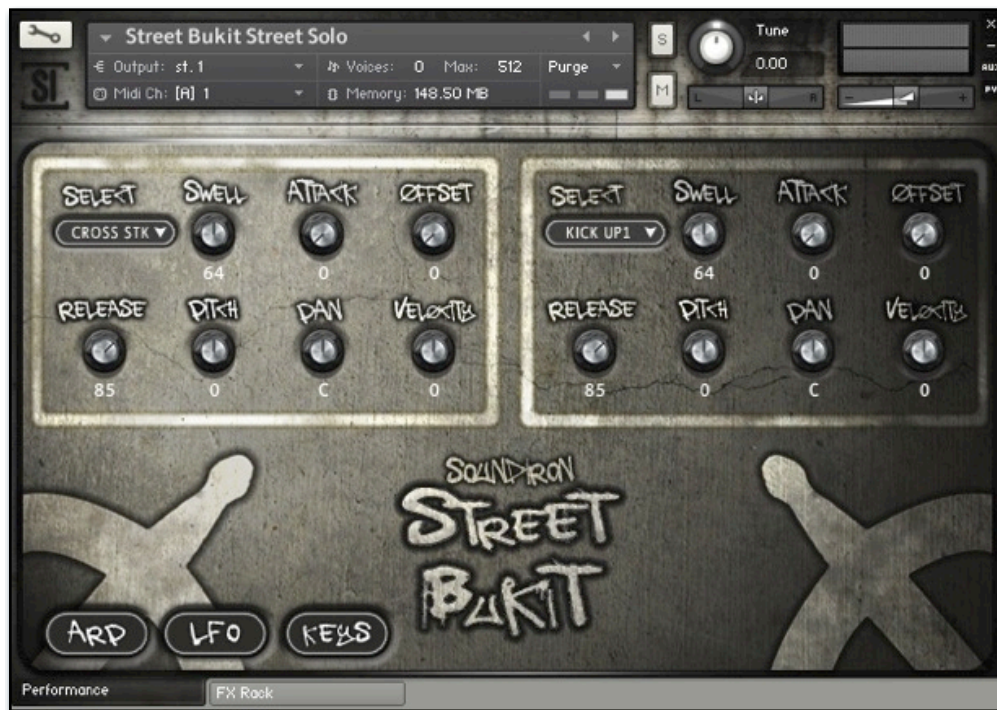 Street Bukit Street Solo
Output: st.1 Voices: 0 Max: 512 Purge
Midi Ch: [A] 1 Memory: 148.50 MB
S
M
Tune
0.00
L R
- +
×
-
AUX
PV
SI
SELECT SWELL ATTACK OFFSET
CROSS STK
64 0 0
RELEASE PITCH PAN VELOCITY
85 0 C 0
SELECT SWELL ATTACK OFFSET
KICK UP1
64 0 0
RELEASE PITCH PAN VELOCITY
85 0 C 0
SOUNDIRON
STREET
BUKIT
ARP LFO KEYS
Performance FX Rack